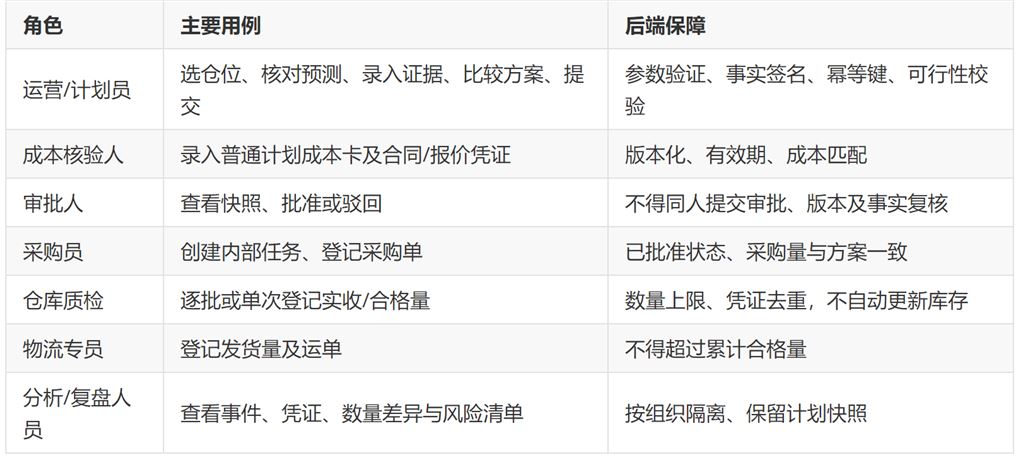 角色 主要用例 后端保障
运营/计划员 选仓位、核对预测、录入证据、比较方案、提
交 参数验证、事实签名、幂等键、可行性校
验
成本核验人 录入普通计划成本卡及合同/报价凭证 版本化、有效期、成本匹配
审批人 查看快照、批准或驳回 不得同人提交审批、版本及事实复核
采购员 创建内部任务、登记采购单 已批准状态、采购量与方案一致
仓库质检 逐批或单次登记实收/合格量 数量上限、凭证去重，不自动更新库存
物流专员 登记发货量及运单 不得超过累计合格量
分析/复盘人
员 查看事件、凭证、数量差异与风险清单 按组织隔离、保留计划快照